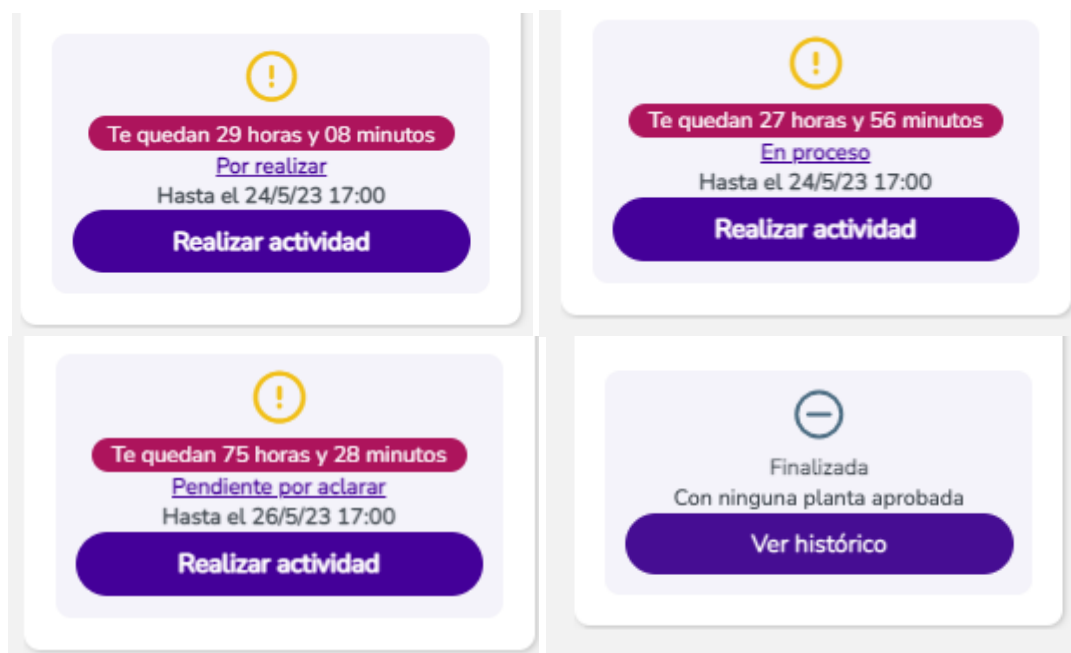 Te quedan 29 horas y 08 minutos
Por realizar
Hasta el 24/5/23 17:00
Realizar actividad
Te quedan 27 horas y 56 minutos
En proceso
Hasta el 24/5/23 17:00
Realizar actividad
Te quedan 75 horas y 28 minutos
Pendiente por aclarar
Hasta el 26/5/23 17:00
Realizar actividad
Finalizada
Con ninguna planta aprobada
Ver histórico